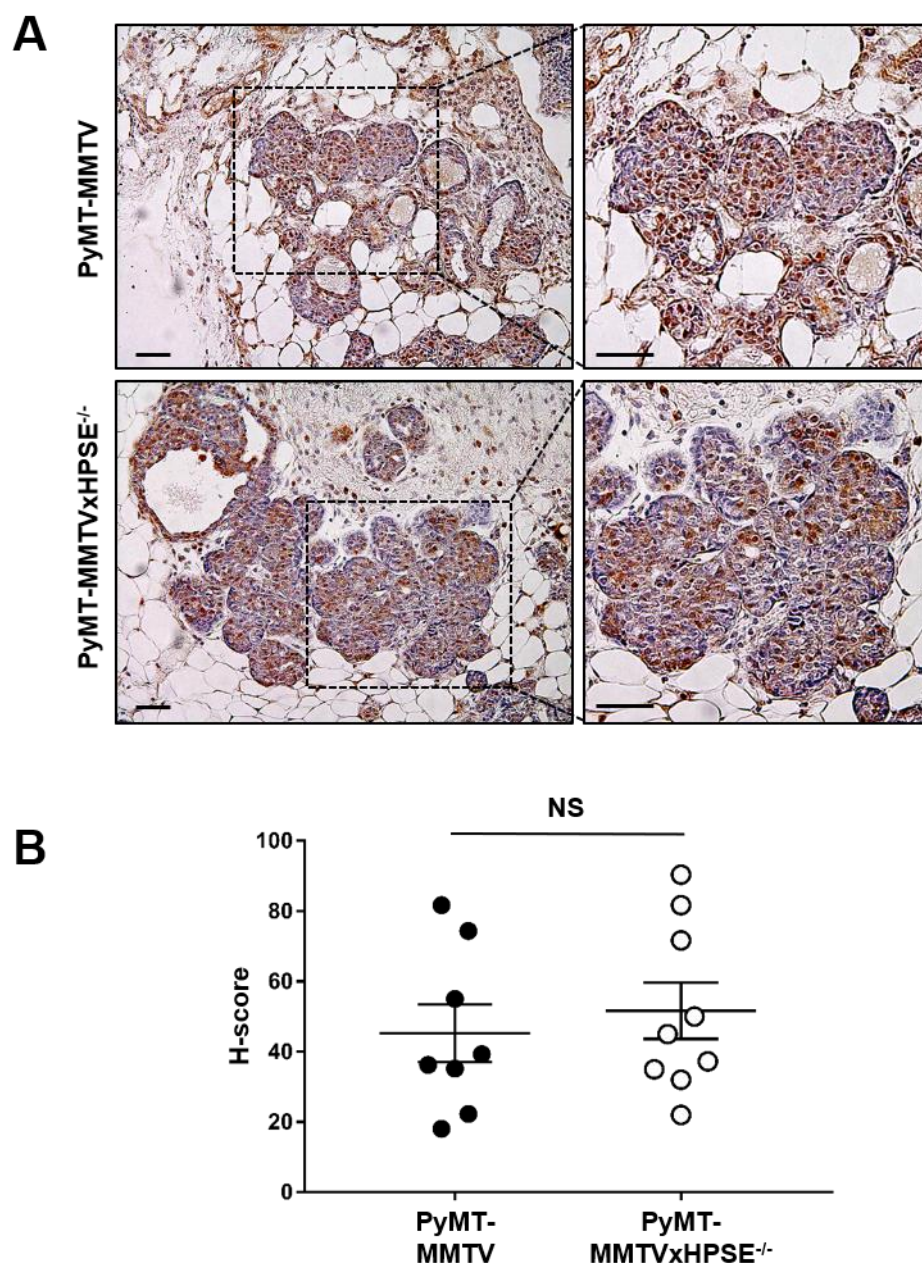 A
PyMT-MMTV
PyMT-MMTVxHPSE-/-
B
NS
100
80
60
40
20
0
H-score
PyMT-
MMTV
PyMT-
MMTVxHPSE-/-